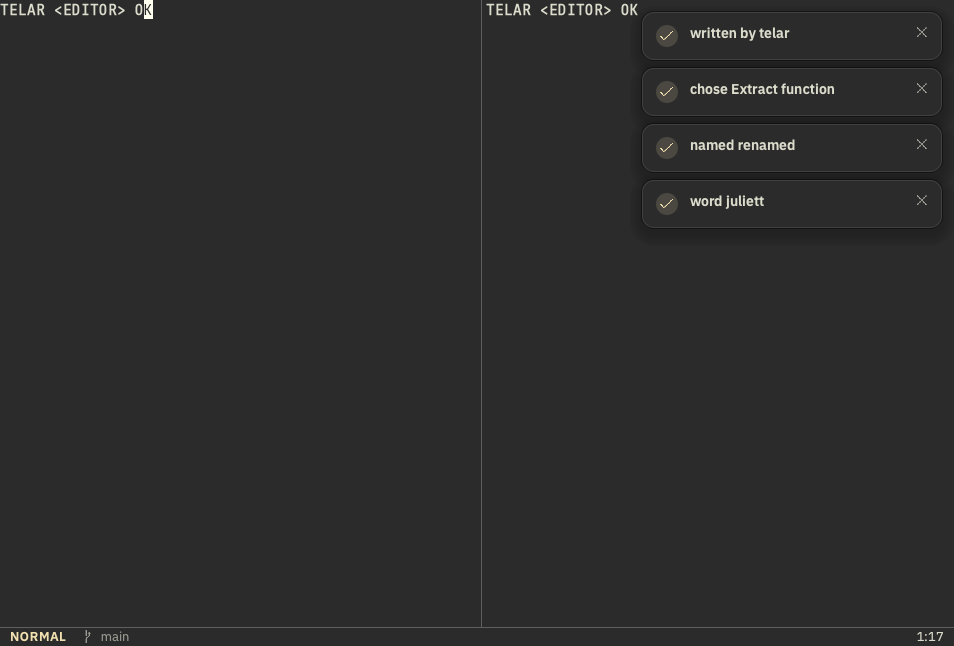 TELAR <EDITOR> OK
TELAR <EDITOR> OK
written by telar
chose Extract function
named renamed
word juliett
NORMAL main 1:17